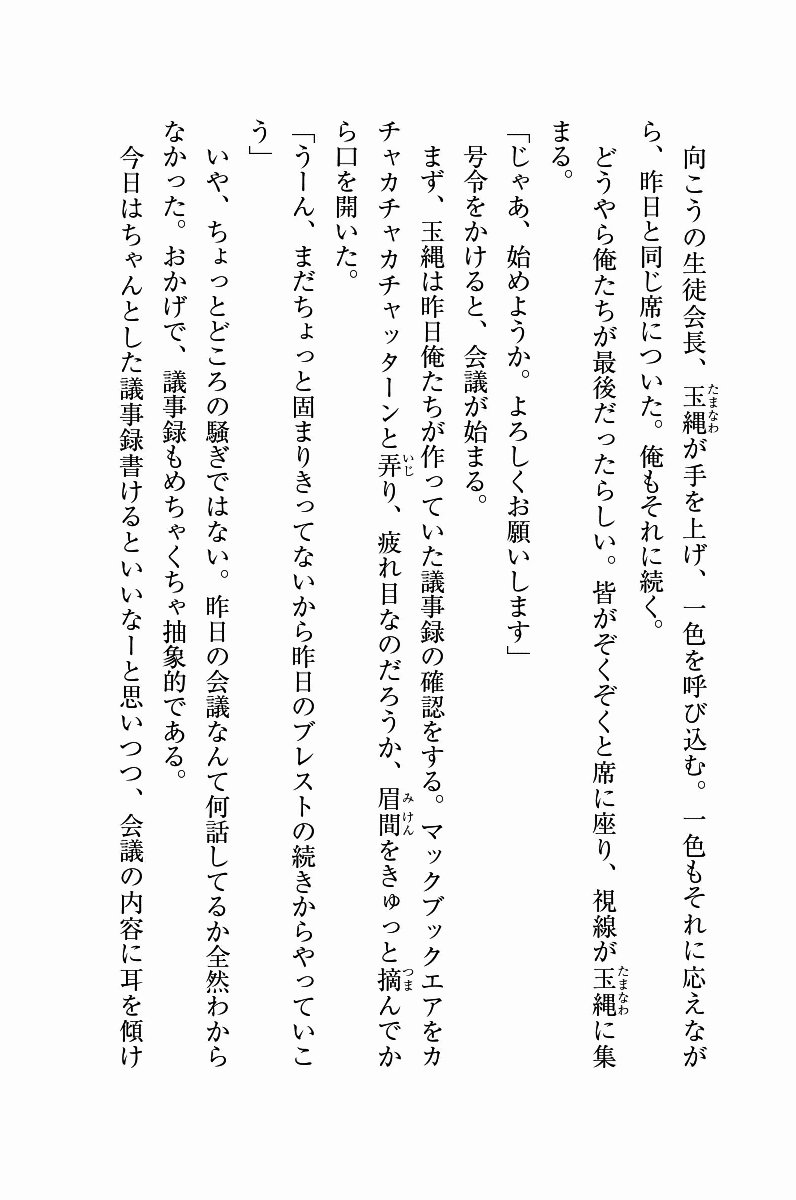 向こうの生徒会長、玉縄が手を上げ、一色を呼び込む。一色もそれに応えなが
ら、昨日と同じ席についた。俺もそれに続く。
どうやら俺たちが最後だったらしい。皆がぞくぞくと席に座り、視線が玉縄に集
まる。
「じゃあ、始めようか。よろしくお願いします」
号令をかけると、会議が始まる。
まず、玉縄は昨日俺たちが作っていた議事録の確認をする。マックブックエアをカ
チャカチャカチャッターンと弄り、疲れ目なのだろうか、眉間をきゅっと摘んでか
ら口を開いた。
「うーん、まだちょっと固まりきってないから昨日のブレストの続きからやっていこ
う」
いや、ちょっとどころの騒ぎではない。昨日の会議なんて何話してるか全然わから
なかった。おかげで、議事録もめちゃくちゃ抽象的である。
今日はちゃんとした議事録書けるといいなーと思いつつ、会議の内容に耳を傾け